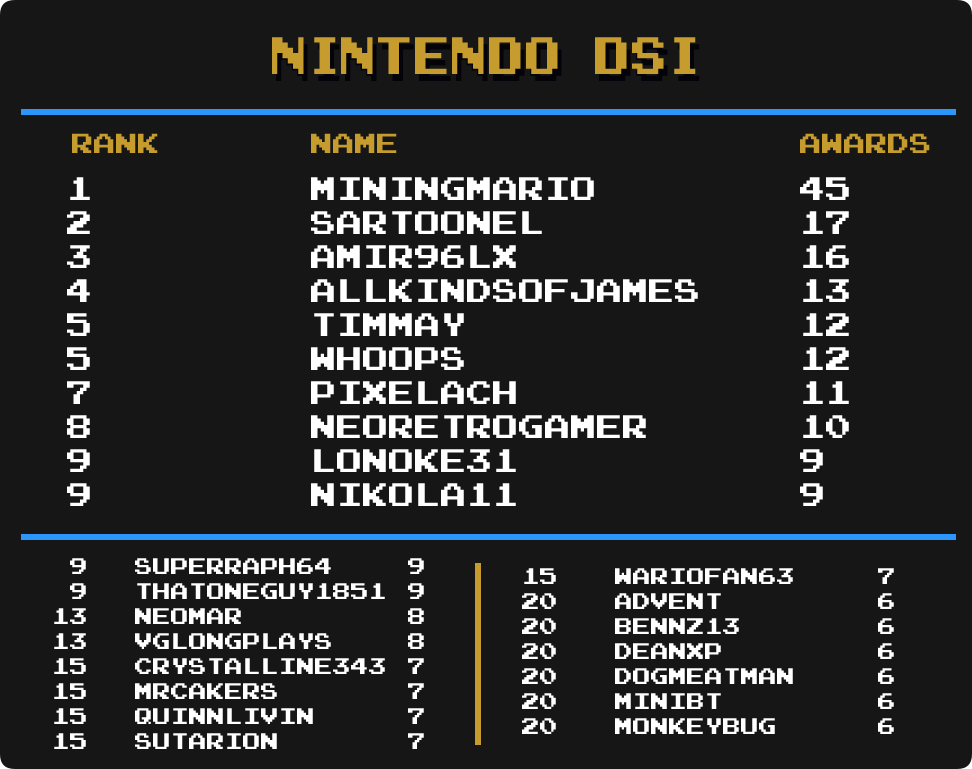 NINTENDO DSI
RANK NAME AWARDS
1 MININGMARIO 45
2 SARTOONEL 17
3 AMIR96LX 16
4 ALLKINDSOFJAMES 13
5 TIMMAY 12
5 WHOOPS 12
7 PIXELACH 11
8 NEORETROGAMER 10
9 LONOKE31 9
9 NIKOLA11 9
9 SUPERRAPH64 9
9 THATONEGUY1851 9
13 NEOMAR 8
13 VGLONGPLAYS 8
15 CRYSTALLINE343 7
15 MRCAKERS 7
15 QUINNLIVIN 7
15 SUTARION 7
15 WARIOFAN63 7
20 ADVENT 6
20 BENNZ13 6
20 DEANXP 6
20 DOGMEATMAN 6
20 MINIBT 6
20 MONKEYBUG 6